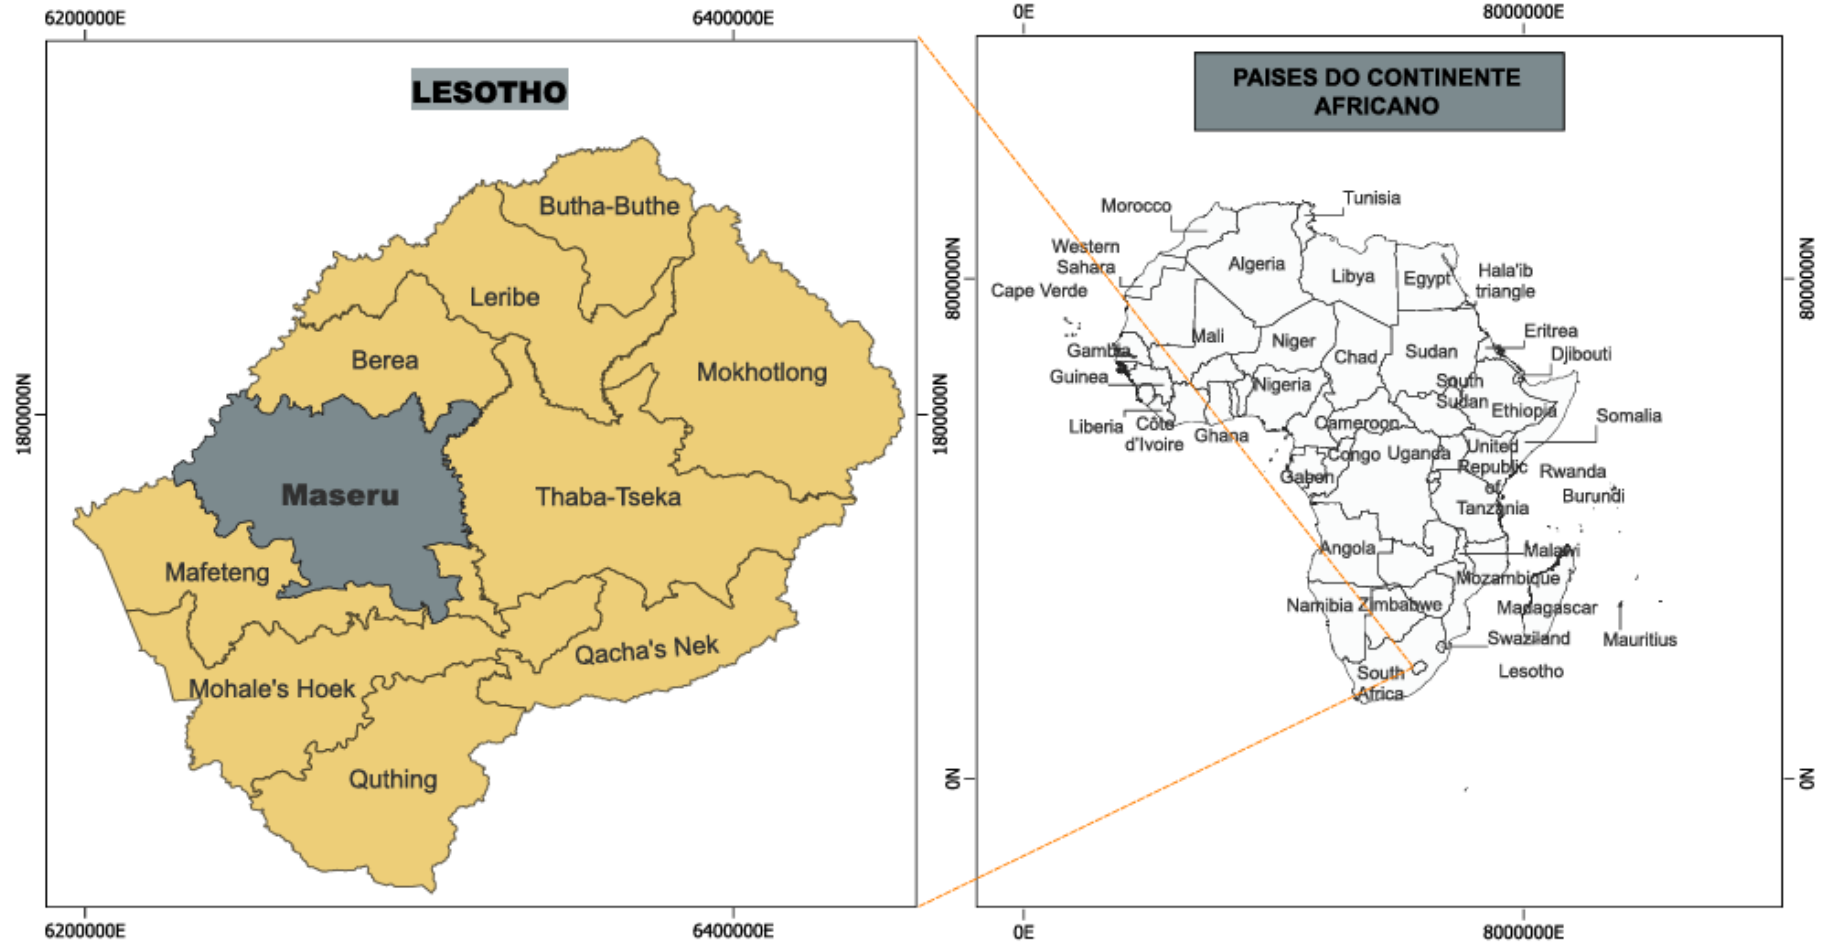 6200000E
6400000E
LESOTHO
Butha-Buthe
Leribe
Berea
Mokhotlong
Maseru
Thaba-Tseka
Mafeteng
Qacha's Nek
Mohale's Hoek
Quthing
1800000N
1800000N
6200000E
6400000E
0E
8000000E
PAISES DO CONTINENTE
AFRICANO
Morocco
Tunisia
Western
Sahara
Algeria
Libya
Egypt
Hala'ib
triangle
Cape Verde
Mali
Niger
Chad
Sudan
Eritrea
Djibouti
Gambia
Guinea
Nigeria
South
Sudan
Ethiopia
Somalia
Liberia
Côte
d'Ivoire
Ghana
Cameroon
Congo
Uganda
United
Republic
of
Tanzania
Rwanda
Burundi
Gabon
Angola
Malawi
Mozambique
Namibia
Zimbabwe
Madagascar
Mauritius
Swaziland
South
Africa
Lesotho
8000000N
8000000N
0N
0N
0E
8000000E